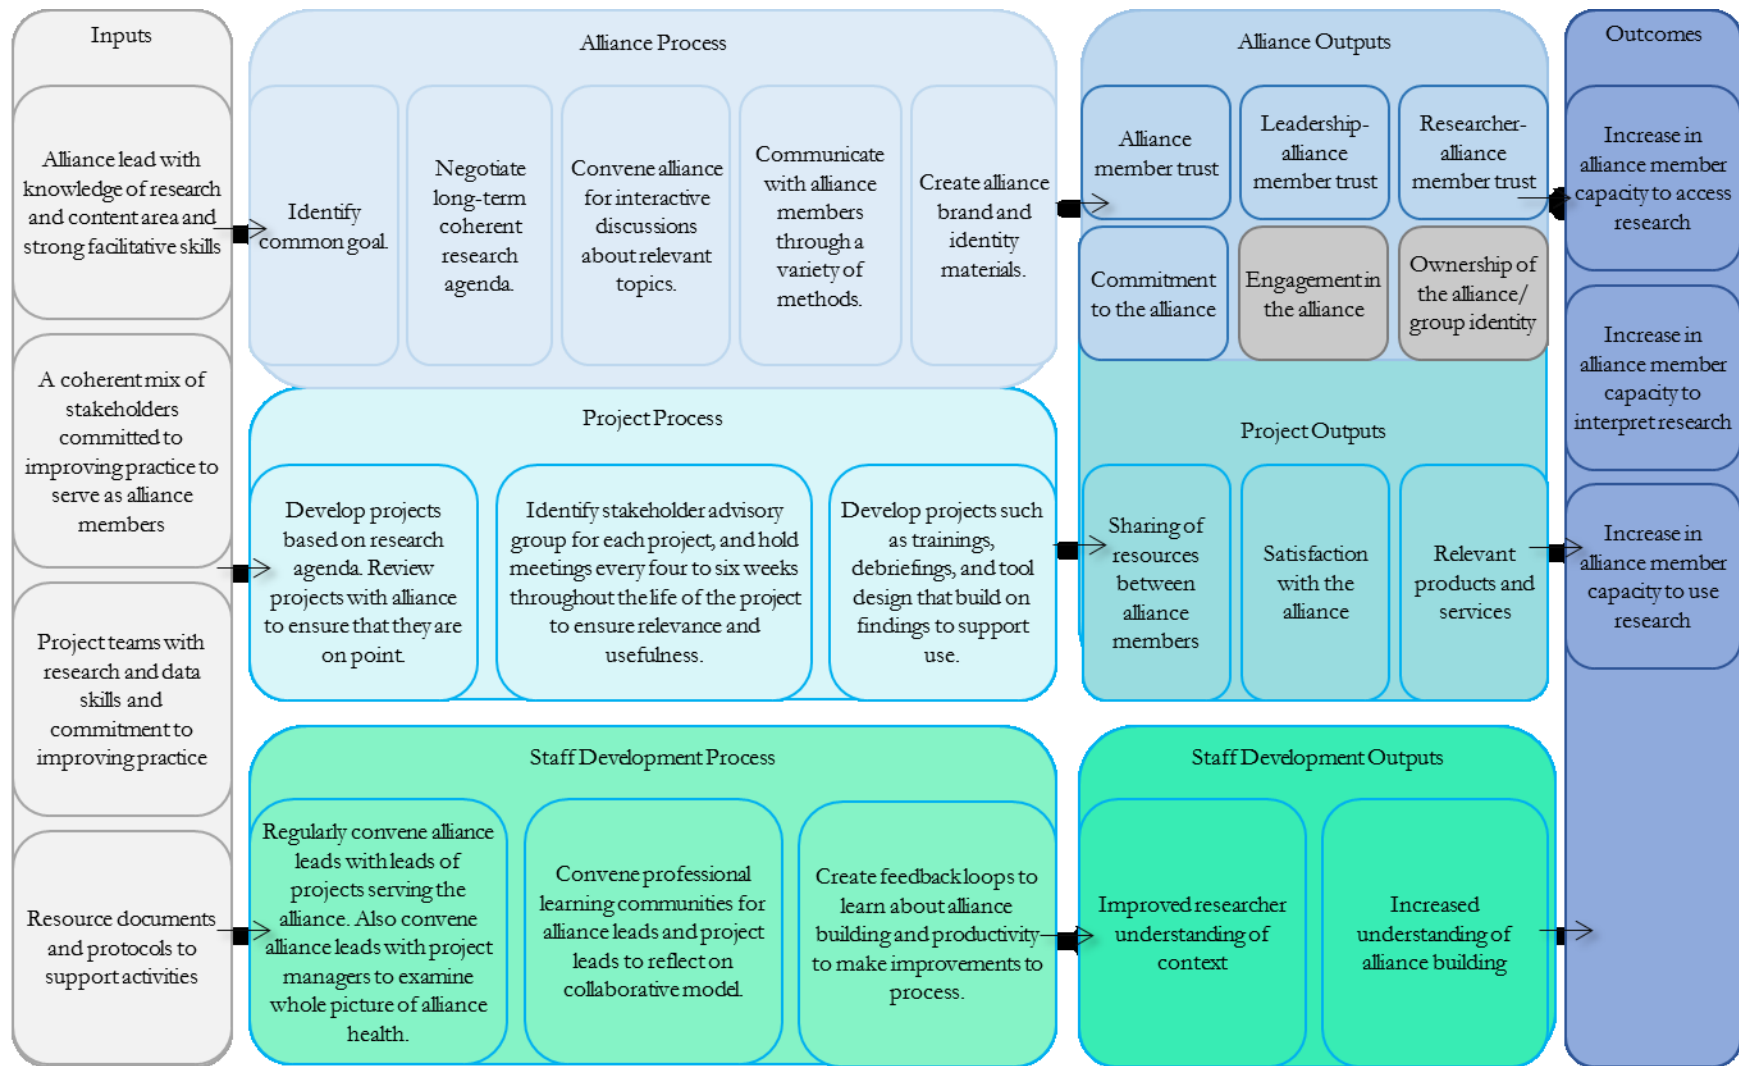 Inputs
Alliance lead with
knowledge of research
and content area and
strong facilitative skills
A coherent mix of
stakeholders
committed to
improving practice to
serve as alliance
members
Project teams with
research and data
skills and
commitment to
improving practice
Resource documents
and protocols to
support activities
Alliance Process
Identify
common goal.
Negotiate
long-term
coherent
research
agenda.
Convene alliance
for interactive
discussions
about relevant
topics.
Communicate
with alliance
members
through a
variety of
methods.
Create alliance
brand and
identity
materials.
Project Process
Develop projects
based on research
agenda. Review
projects with alliance
to ensure that they are
on point.
Identify stakeholder advisory
group for each project, and hold
meetings every four to six weeks
throughout the life of the project
to ensure relevance and
usefulness.
Develop projects such
as trainings,
debriefings, and tool
design that build on
findings to support
use.
Staff Development Process
Regularly convene alliance
leads with leads of
projects serving the
alliance. Also convene
alliance leads with project
managers to examine
whole picture of alliance
health.
Convene professional
learning communities for
alliance leads and project
leads to reflect on
collaborative model.
Create feedback loops to
learn about alliance
building and productivity
to make improvements to
process.
Alliance Outputs
Alliance
member trust
Leadership-
alliance
member trust
Researcher-
alliance
member trust
Commitment
to the alliance
Engagement in
the alliance
Ownership of
the alliance/
group identity
Project Outputs
Sharing of
resources
between
alliance
members
Satisfaction
with the
alliance
Relevant
products and
services
Staff Development Outputs
Improved researcher
understanding of
context
Increased
understanding of
alliance building
Outcomes
Increase in
alliance member
capacity to access
research
Increase in
alliance member
capacity to
interpret research
Increase in
alliance member
capacity to use
research